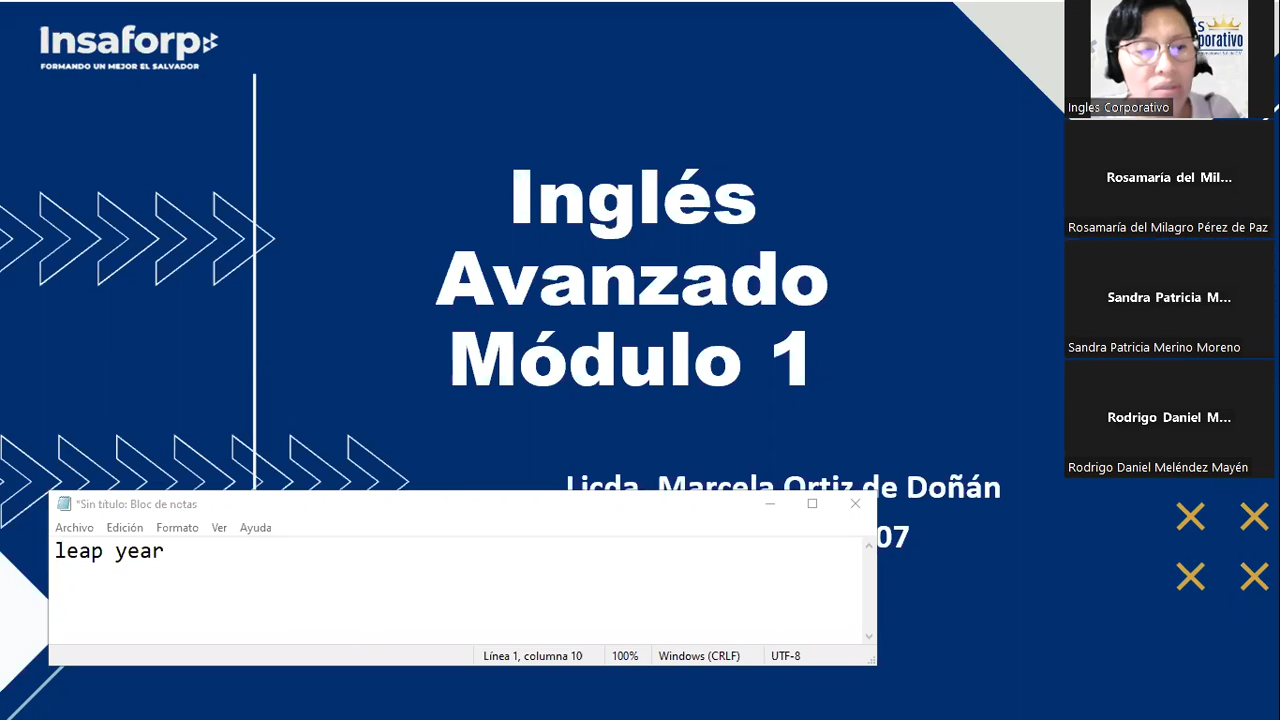 Insaforp
FORMANDO UN MEJOR EL SALVADOR
Inglés
Avanzado
Módulo 1
Licda. Marcela Ortiz de Doñán
07
*Sin título: Bloc de notas
Archivo Edición Formato Ver Ayuda
leap year
Línea 1, columna 10 100% Windows (CRLF) UTF-8
Ingles Corporativo
Rosamaría del Mil...
Rosamaría del Milagro Pérez de Paz
Sandra Patricia M...
Sandra Patricia Merino Moreno
Rodrigo Daniel M...
Rodrigo Daniel Meléndez Mayén